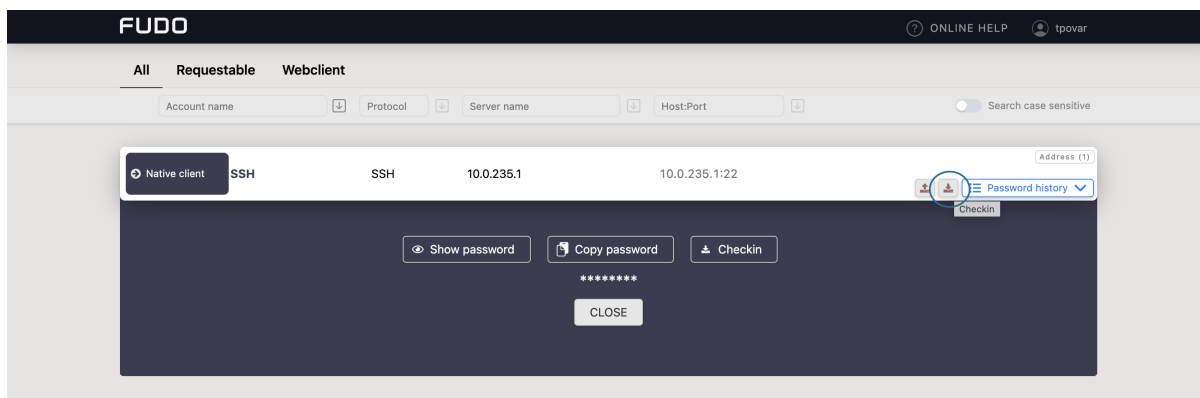 FUDO
ONLINE HELP tpovar
All Requestable Webclient
Account name Protocol Server name Host:Port Search case sensitive
Address (1)
Native client SSH SSH 10.0.235.1 10.0.235.1:22
Password history
Checkin
Show password Copy password Checkin
********
CLOSE